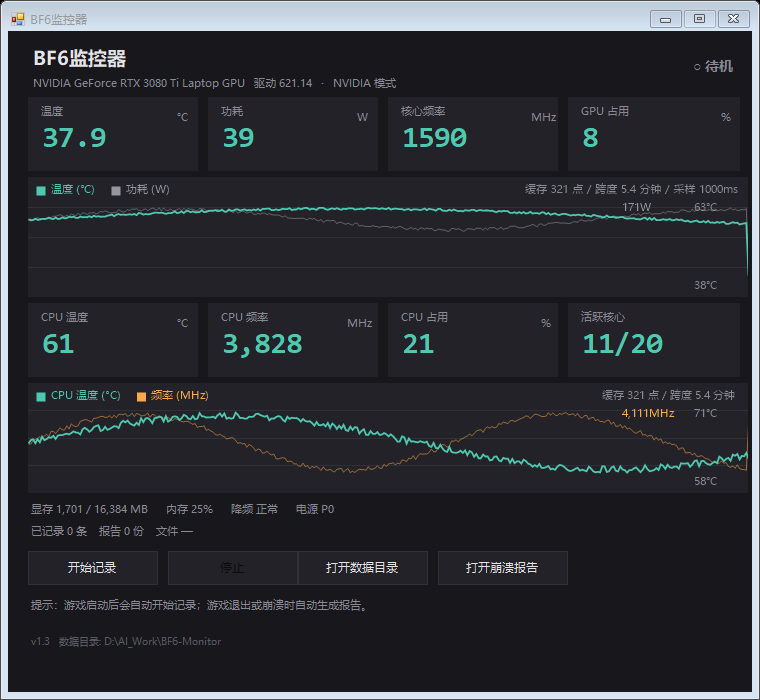 BF6监控器
BF6监控器
○ 待机
NVIDIA GeForce RTX 3080 Ti Laptop GPU 驱动 621.14 · NVIDIA 模式
温度 ℃ 功耗 W 核心频率 MHz GPU 占用 %
37.9 39 1590 8
温度 (℃) 功耗 (W) 缓存 321 点 / 跨度 5.4 分钟 / 采样 1000ms
171W 63℃
38℃
CPU 温度 ℃ CPU 频率 MHz CPU 占用 % 活跃核心
61 3,828 21 11/20
CPU 温度 (℃) 频率 (MHz) 缓存 321 点 / 跨度 5.4 分钟
4,111MHz 71℃
58℃
显存 1,701 / 16,384 MB 内存 25% 降频 正常 电源 P0
已记录 0 条 报告 0 份 文件 —
开始记录 停止 打开数据目录 打开崩溃报告
提示: 游戏启动后会自动开始记录; 游戏退出或崩溃时自动生成报告。
v1.3 数据目录: D:\AI_Work\BF6-Monitor